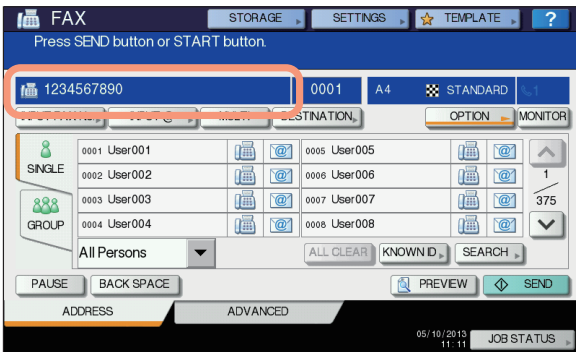 FAX STORAGE SETTINGS TEMPLATE ?
Press SEND button or START button.
1234567890 0001 A4 STANDARD 1
DESTINATION OPTION MONITOR
SINGLE
GROUP
0001 User001 0005 User005
0002 User002 0006 User006
0003 User003 0007 User007
0004 User004 0008 User008
1
375
All Persons ALL CLEAR KNOWN ID SEARCH
PAUSE BACK SPACE PREVIEW SEND
ADDRESS ADVANCED
05/10/2013
11:11
JOB STATUS